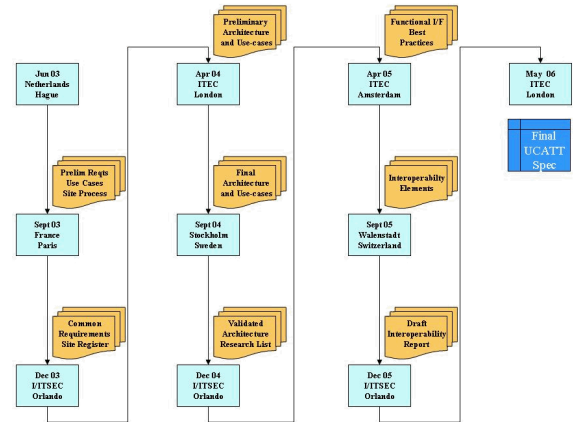 Preliminary
Architecture
and Use-cases
Functional I/F
Best
Practices
Jun 03
Netherlands
Hague
Apr 04
ITEC
London
Apr 05
ITEC
Amsterdam
May 06
ITEC
London
Final
UCATT
Spec
Prelim Reqts
Use Cases
Site Process
Final
Architecture
and Use-cases
Interoperabilty
Elements
Sept 03
France
Paris
Sept 04
Stockholm
Sweden
Sept 05
Walenstadt
Switzerland
Common
Requirements
Site Register
Validated
Architecture
Research List
Draft
Interoperability
Report
Dec 03
I/ITSEC
Orlando
Dec 04
I/ITSEC
Orlando
Dec 05
I/ITSEC
Orlando